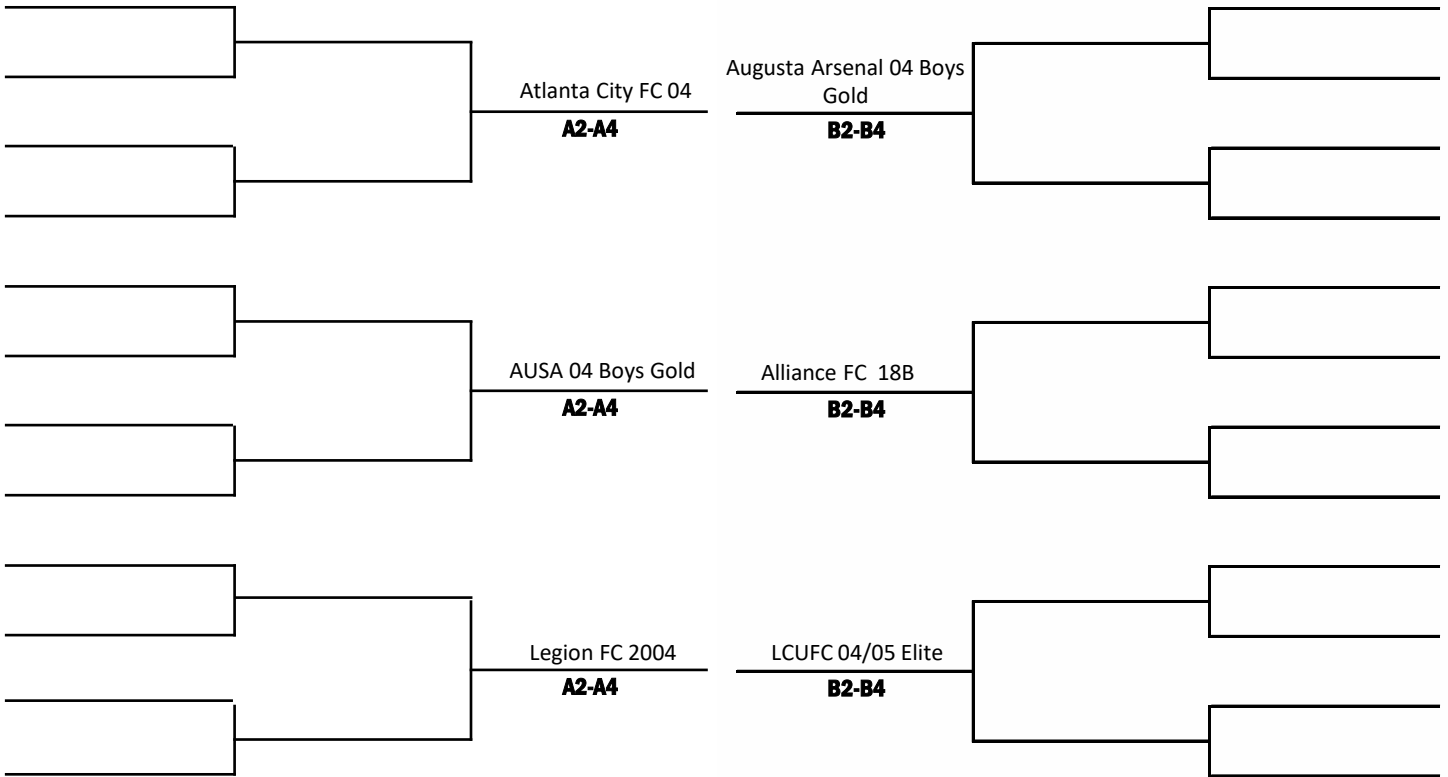 Atlanta City FC 04
A2-A4
Augusta Arsenal 04 Boys
Gold
B2-B4
AUSA 04 Boys Gold
A2-A4
Alliance FC  18B
B2-B4
Legion FC 2004
A2-A4
LCUFC 04/05 Elite
B2-B4